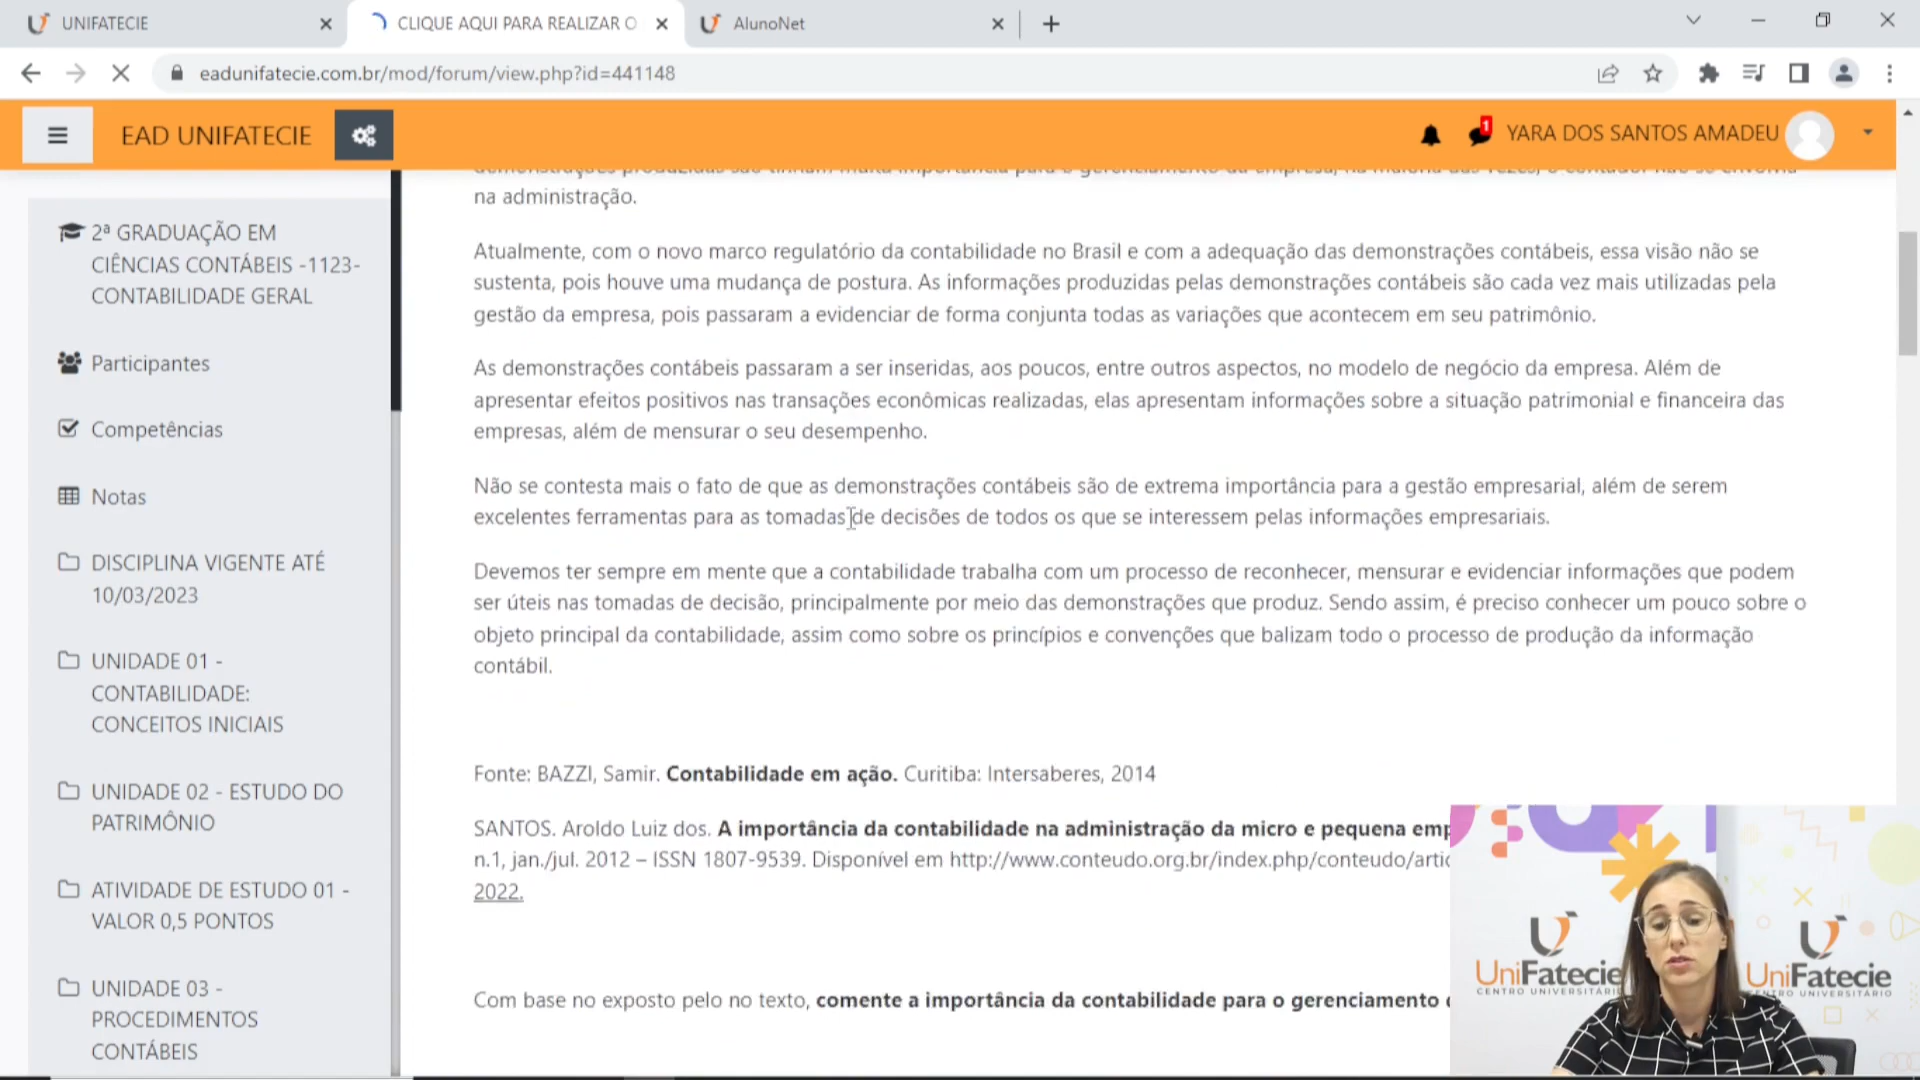 UNIFATECIE
CLIQUE AQUI PARA REALIZAR O
AlunoNet
eadunifatecie.com.br/mod/forum/view.php?id=441148
EAD UNIFATECIE
1
YARA DOS SANTOS AMADEU
2ª GRADUAÇÃO EM
CIÊNCIAS CONTÁBEIS -1123-
CONTABILIDADE GERAL
Participantes
Competências
Notas
DISCIPLINA VIGENTE ATÉ
10/03/2023
UNIDADE 01 -
CONTABILIDADE:
CONCEITOS INICIAIS
UNIDADE 02 - ESTUDO DO
PATRIMÔNIO
ATIVIDADE DE ESTUDO 01 -
VALOR 0,5 PONTOS
UNIDADE 03 -
PROCEDIMENTOS
CONTÁBEIS
na administração.
Atualmente, com o novo marco regulatório da contabilidade no Brasil e com a adequação das demonstrações contábeis, essa visão não se
sustenta, pois houve uma mudança de postura. As informações produzidas pelas demonstrações contábeis são cada vez mais utilizadas pela
gestão da empresa, pois passaram a evidenciar de forma conjunta todas as variações que acontecem em seu patrimônio.
As demonstrações contábeis passaram a ser inseridas, aos poucos, entre outros aspectos, no modelo de negócio da empresa. Além de
apresentar efeitos positivos nas transações econômicas realizadas, elas apresentam informações sobre a situação patrimonial e financeira das
empresas, além de mensurar o seu desempenho.
Não se contesta mais o fato de que as demonstrações contábeis são de extrema importância para a gestão empresarial, além de serem
excelentes ferramentas para as tomadas de decisões de todos os que se interessem pelas informações empresariais.
Devemos ter sempre em mente que a contabilidade trabalha com um processo de reconhecer, mensurar e evidenciar informações que podem
ser úteis nas tomadas de decisão, principalmente por meio das demonstrações que produz. Sendo assim, é preciso conhecer um pouco sobre o
objeto principal da contabilidade, assim como sobre os princípios e convenções que balizam todo o processo de produção da informação
contábil.
Fonte: BAZZI, Samir. Contabilidade em ação. Curitiba: Intersaberes, 2014
SANTOS. Aroldo Luiz dos. A importância da contabilidade na administração da micro e pequena emp
n.1, jan./jul. 2012 – ISSN 1807-9539. Disponível em http://www.conteudo.org.br/index.php/conteudo/artic
2022.
Com base no exposto pelo no texto, comente a importância da contabilidade para o gerenciamento
UniFatecie
CENTRO UNIVERSITÁRIO
UniFatecie
CENTRO UNIVERSITÁRIO